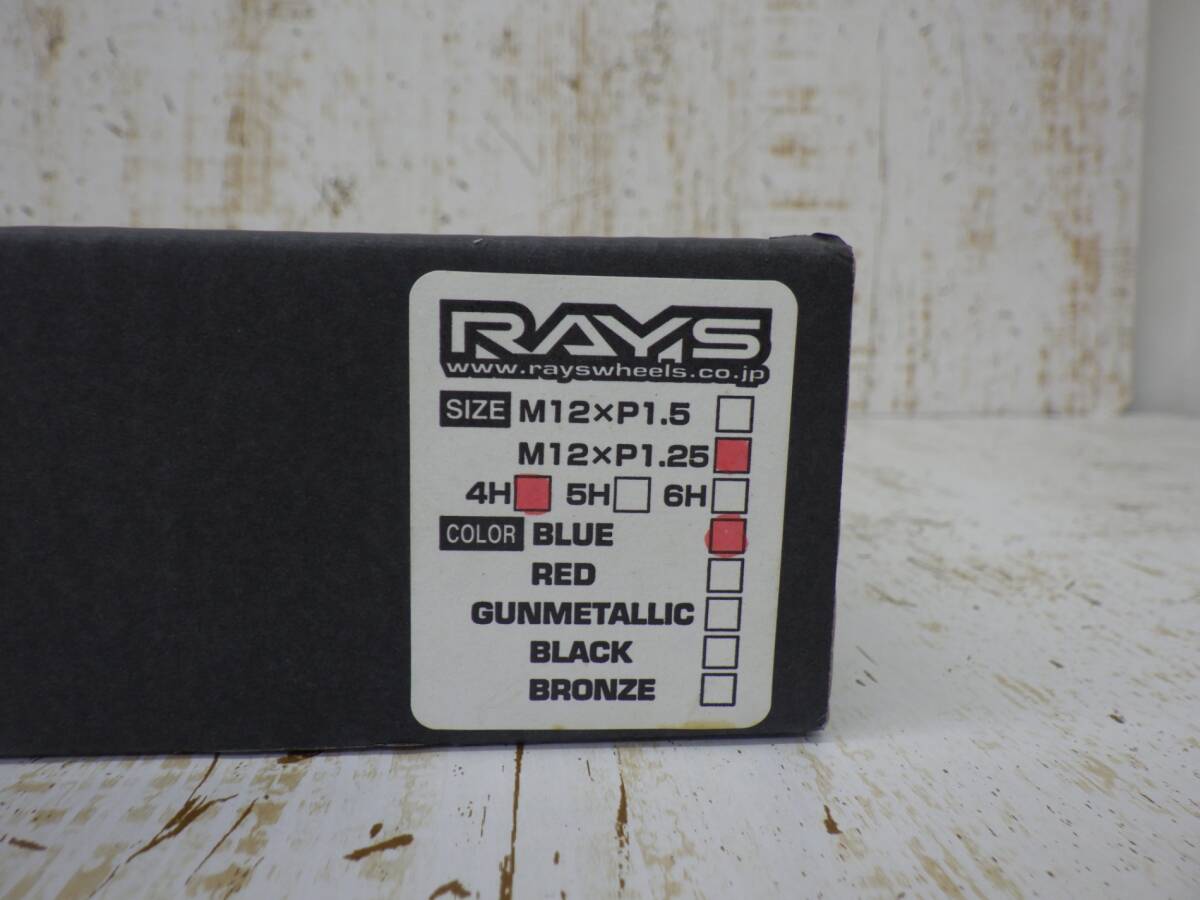 RAYS
www.rayswheels.co.jp
SIZE M12×P1.5
M12×P1.25
4H 5H 6H
COLOR BLUE
RED
GUNMETALLIC
BLACK
BRONZE